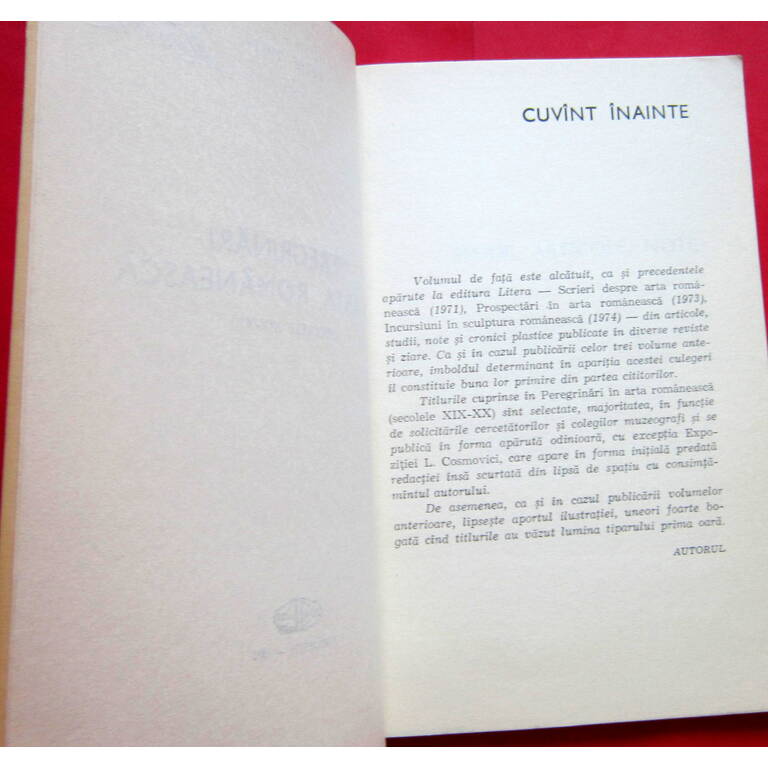 CUVÎNT ÎNAINTE
Volumul de față este alcătuit, ca și precedentele
apărute la editura Litera — Scrieri despre arta romá-
nească (1971), Prospectări în arta românească (1973),
Incursiuni în sculptura românească (1974) — din articole,
studii, note și cronici plastice publicate în diverse reviste
și ziare. Ca și în cazul publicării celor trei volume ante-
rioare, imboldul determinant în apariția acestei culegeri
îl constituie buna lor primire din partea cititorilor.
Titlurile cuprinse în Peregrinări în arta românească
(secolele XIX-XX) sînt selectate, majoritatea, în funcție
de solicitările cercetătorilor și colegilor muzeografi și se
publică în forma apărută odinioară, cu excepția Expo-
ziției L. Cosmovici, care apare în forma inițială predată
redacției însă scurtată din lipsă de spațiu cu consimță-
mîntul autorului.
De asemenea, ca și în cazul publicării volumelor
anterioare, lipsește aportul ilustrației, uneori foarte bo-
gată cînd titlurile au văzut lumina tiparului prima oară.
AUTORUL